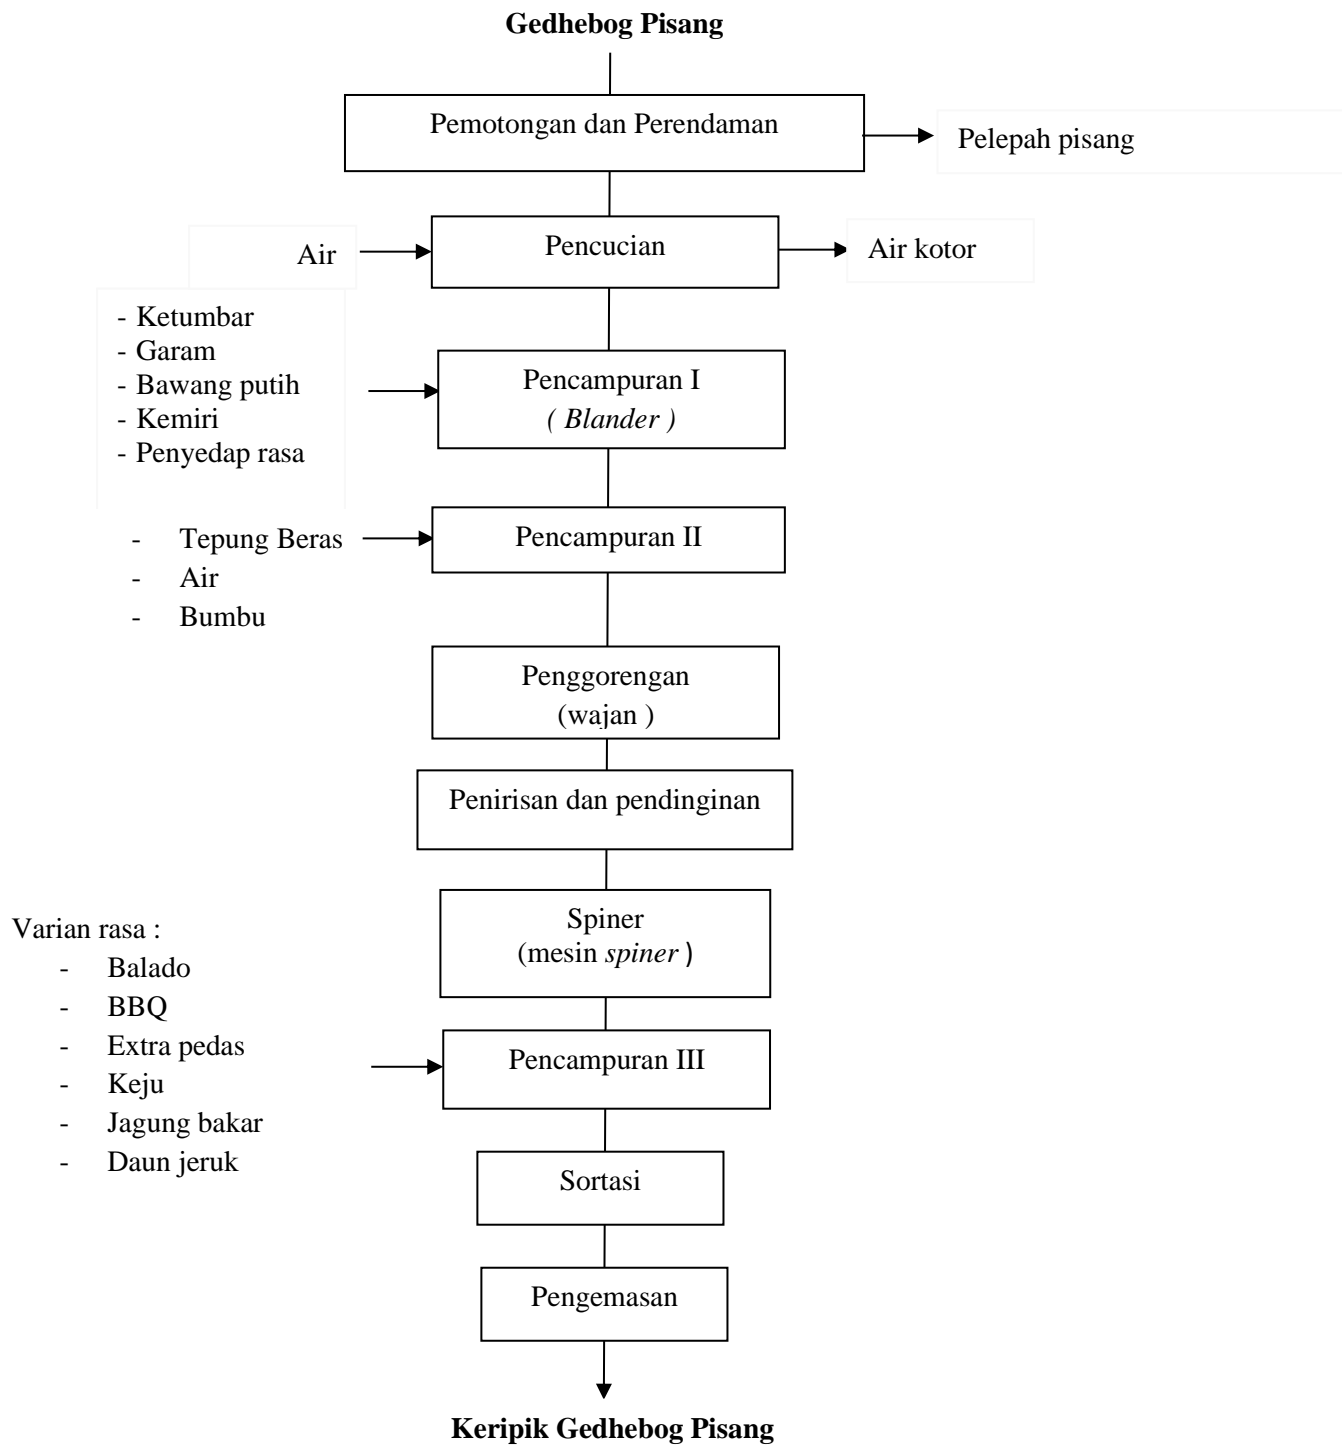 Gedhebog Pisang
Pemotongan dan Perendaman
Pelepah pisang
Air
Pencucian
Air kotor
- Ketumbar
- Garam
- Bawang putih
- Kemiri
- Penyedap rasa
Pencampuran I
( Blander )
- Tepung Beras
- Air
- Bumbu
Pencampuran II
Penggorengan
(wajan )
Penirisan dan pendinginan
Spiner
(mesin spiner )
Varian rasa :
- Balado
- BBQ
- Extra pedas
- Keju
- Jagung bakar
- Daun jeruk
Pencampuran III
Sortasi
Pengemasan
Keripik Gedhebog Pisang